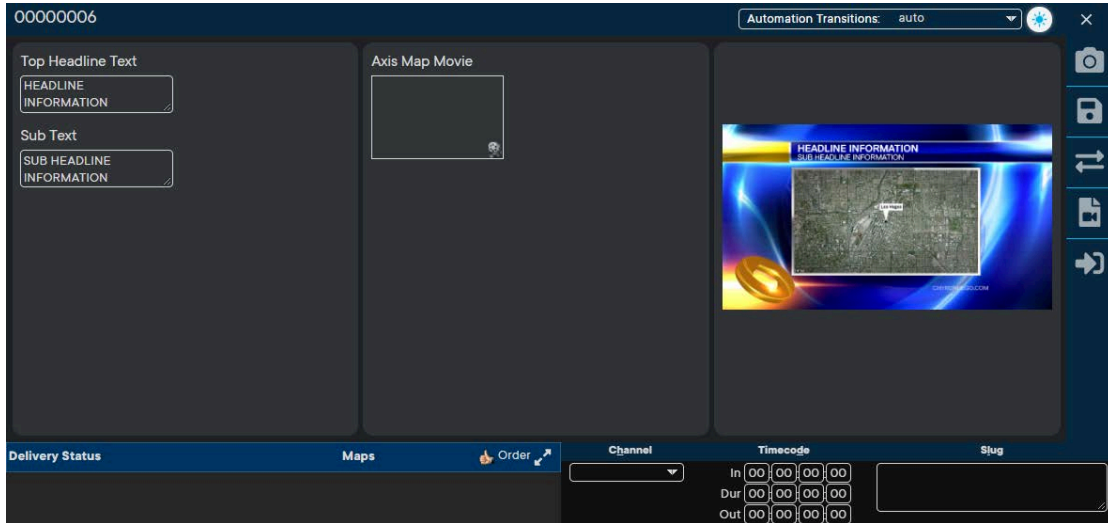 00000006
Automation Transitions: auto
Top Headline Text
HEADLINE
INFORMATION
Sub Text
SUB HEADLINE
INFORMATION
Axis Map Movie
HEADLINE INFORMATION
SUB HEADLINE INFORMATION
Las Vegas
Delivery Status
Maps
Order
Channel
Timecode
Slug
In 00:00:00:00
Dur 00:00:00:00
Out 00:00:00:00